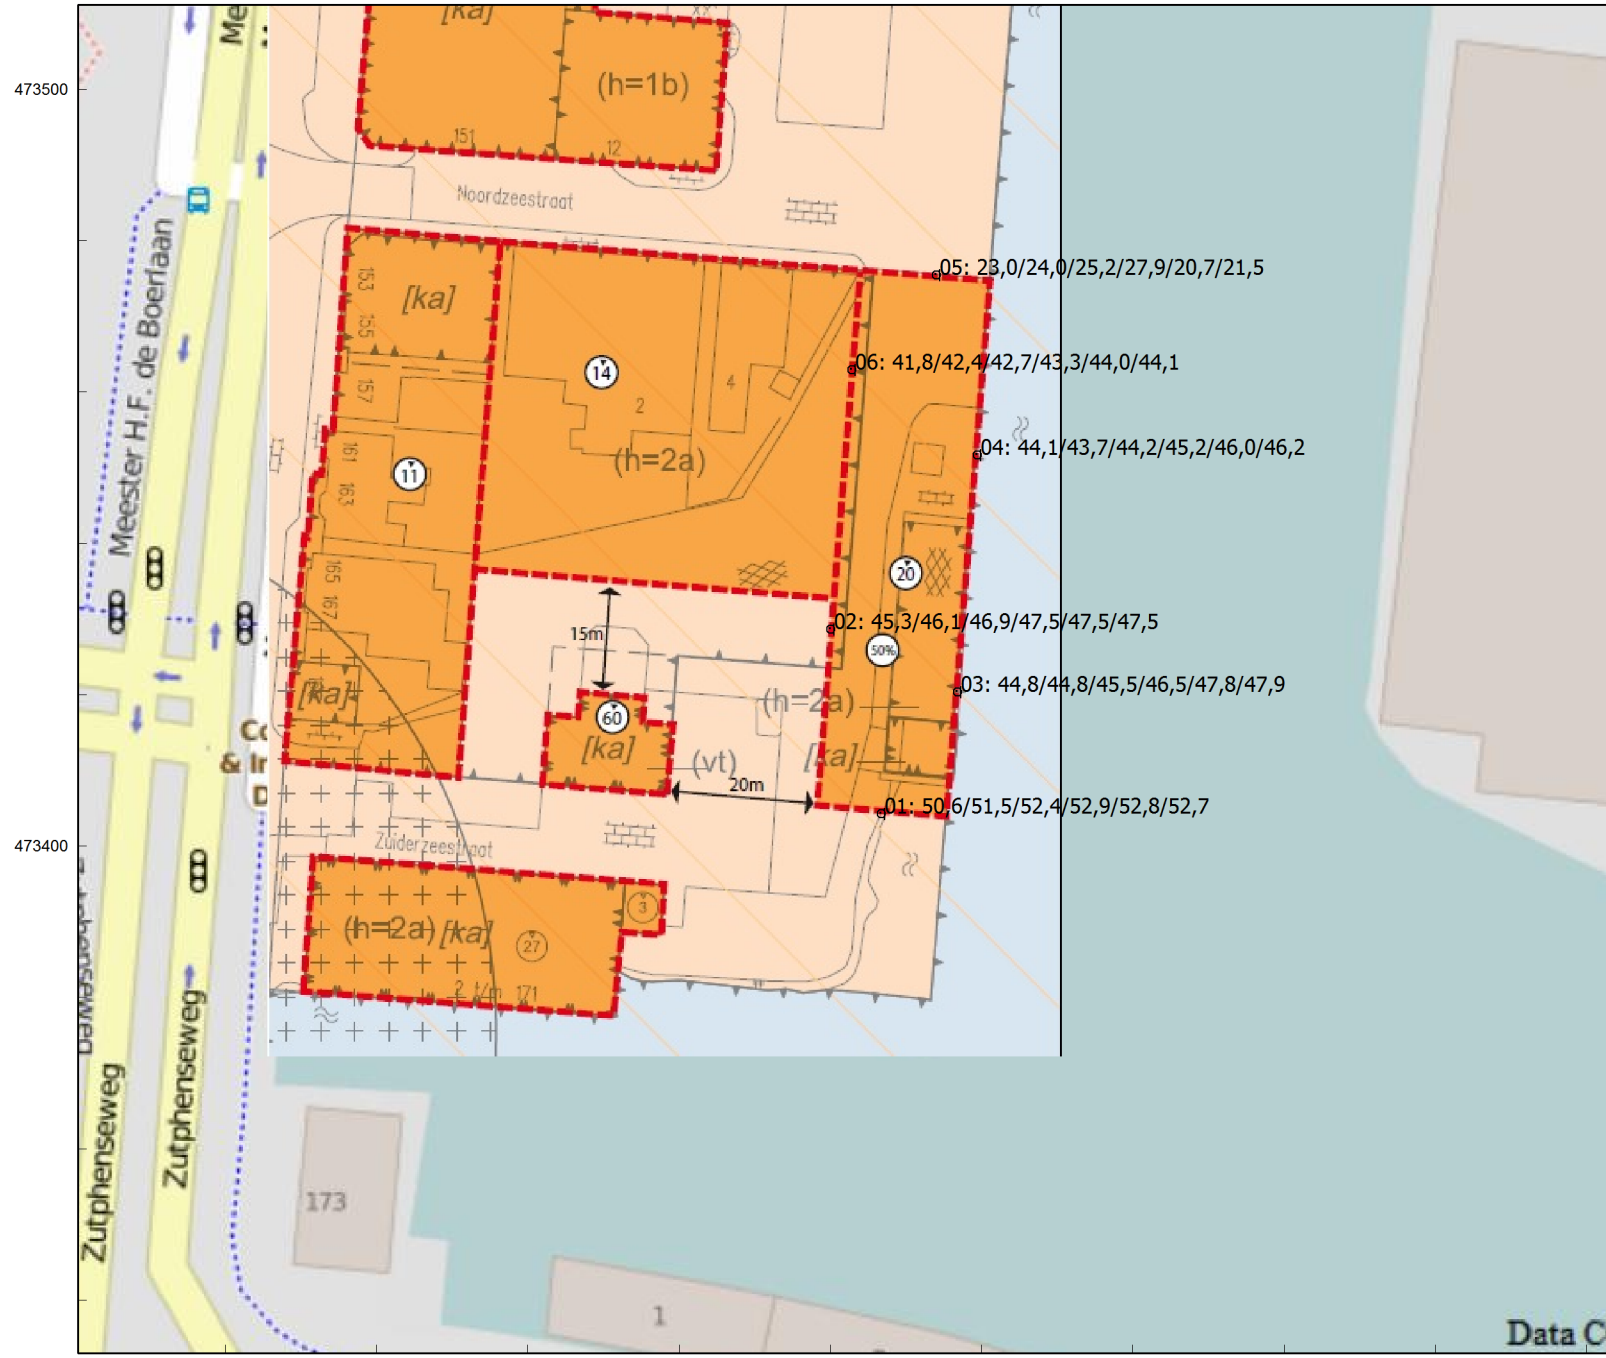 [ka]
Me
473500
(h=1b)
151
12
Noordzeestraat
Meester H.F. de Boerlaan
05: 23,0/24,0/25,2/27,9/20,7/21,5
153
[ka]
155
14
4
06: 41,8/42,4/42,7/43,3/44,0/44,1
157
2
04: 44,1/43,7/44,2/45,2/46,0/46,2
161
(h=2a)
11
163
165
20
167
15m
02: 45,3/46,1/46,9/47,5/47,5/47,5
50%
03: 44,8/44,8/45,5/46,5/47,8/47,9
[ka]
(h=2a)
60
Co
[ka]
(vt)
[ka]
& In
D
20m
01: 50,6/51,5/52,4/52,9/52,8/52,7
473400
Zuiderzeestraat
3
(h=2a)
[ka]
27
2 t/m 171
Zutphenseweg
Zutphenseweg
173
1
Data C